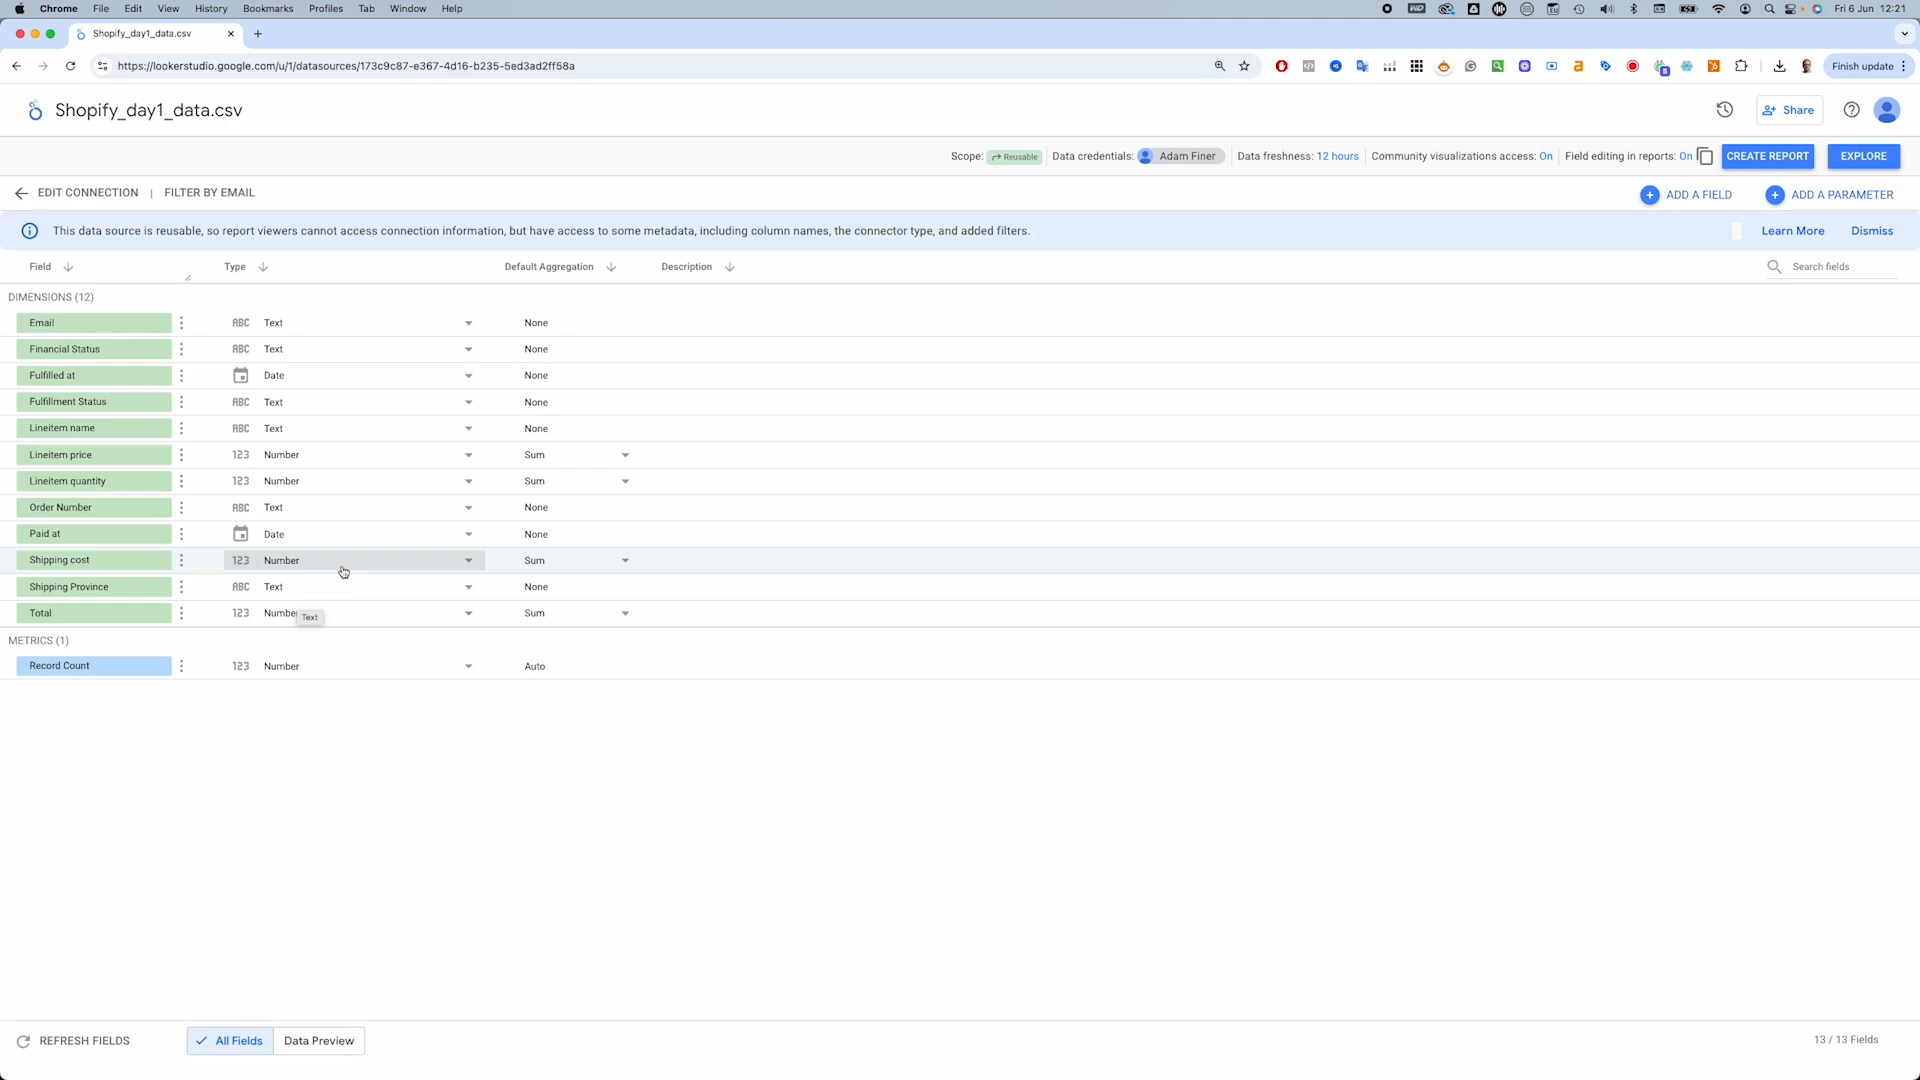 Chrome File Edit View History Bookmarks Profiles Tab Window Help Fri 6 Jun 12:21
Shopify_day1_data.csv
https://lookerstudio.google.com/u/1/datasources/173c9c87-e367-4d16-b235-5ed3ad2ff58a Finish update
Shopify_day1_data.csv Share
Scope: Reusable Data credentials: Adam Finer Data freshness: 12 hours Community visualizations access: On Field editing in reports: On CREATE REPORT EXPLORE
EDIT CONNECTION | FILTER BY EMAIL ADD A FIELD ADD A PARAMETER
This data source is reusable, so report viewers cannot access connection information, but have access to some metadata, including column names, the connector type, and added filters. Learn More Dismiss
Field Type Default Aggregation Description Search fields
DIMENSIONS (12)
Email ABC Text None
Financial Status ABC Text None
Fulfilled at Date None
Fulfillment Status ABC Text None
Lineitem name ABC Text None
Lineitem price 123 Number Sum
Lineitem quantity 123 Number Sum
Order Number ABC Text None
Paid at Date None
Shipping cost 123 Number Sum
Shipping Province ABC Text None
Total 123 Numbe Text Sum
METRICS (1)
Record Count 123 Number Auto
REFRESH FIELDS All Fields Data Preview 13 / 13 Fields